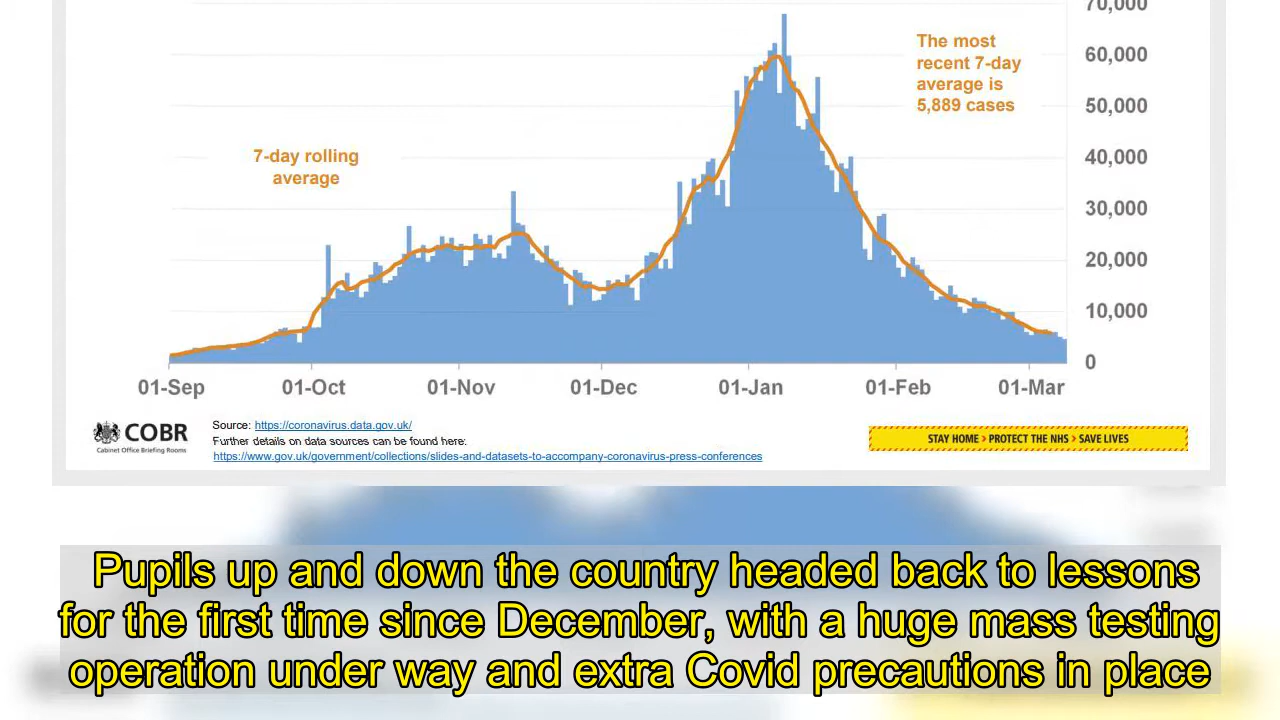 70,000
The most
recent 7-day
average is
5,889 cases
60,000
50,000
7-day rolling
average
40,000
30,000
20,000
10,000
0
01-Sep 01-Oct 01-Nov 01-Dec 01-Jan 01-Feb 01-Mar
COBR
Cabinet Office Briefing Rooms
Source: https://coronavirus.data.gov.uk/
Further details on data sources can be found here:
https://www.gov.uk/government/collections/slides-and-datasets-to-accompany-coronavirus-press-conferences
STAY HOME > PROTECT THE NHS > SAVE LIVES
Pupils up and down the country headed back to lessons
for the first time since December, with a huge mass testing
operation under way and extra Covid precautions in place